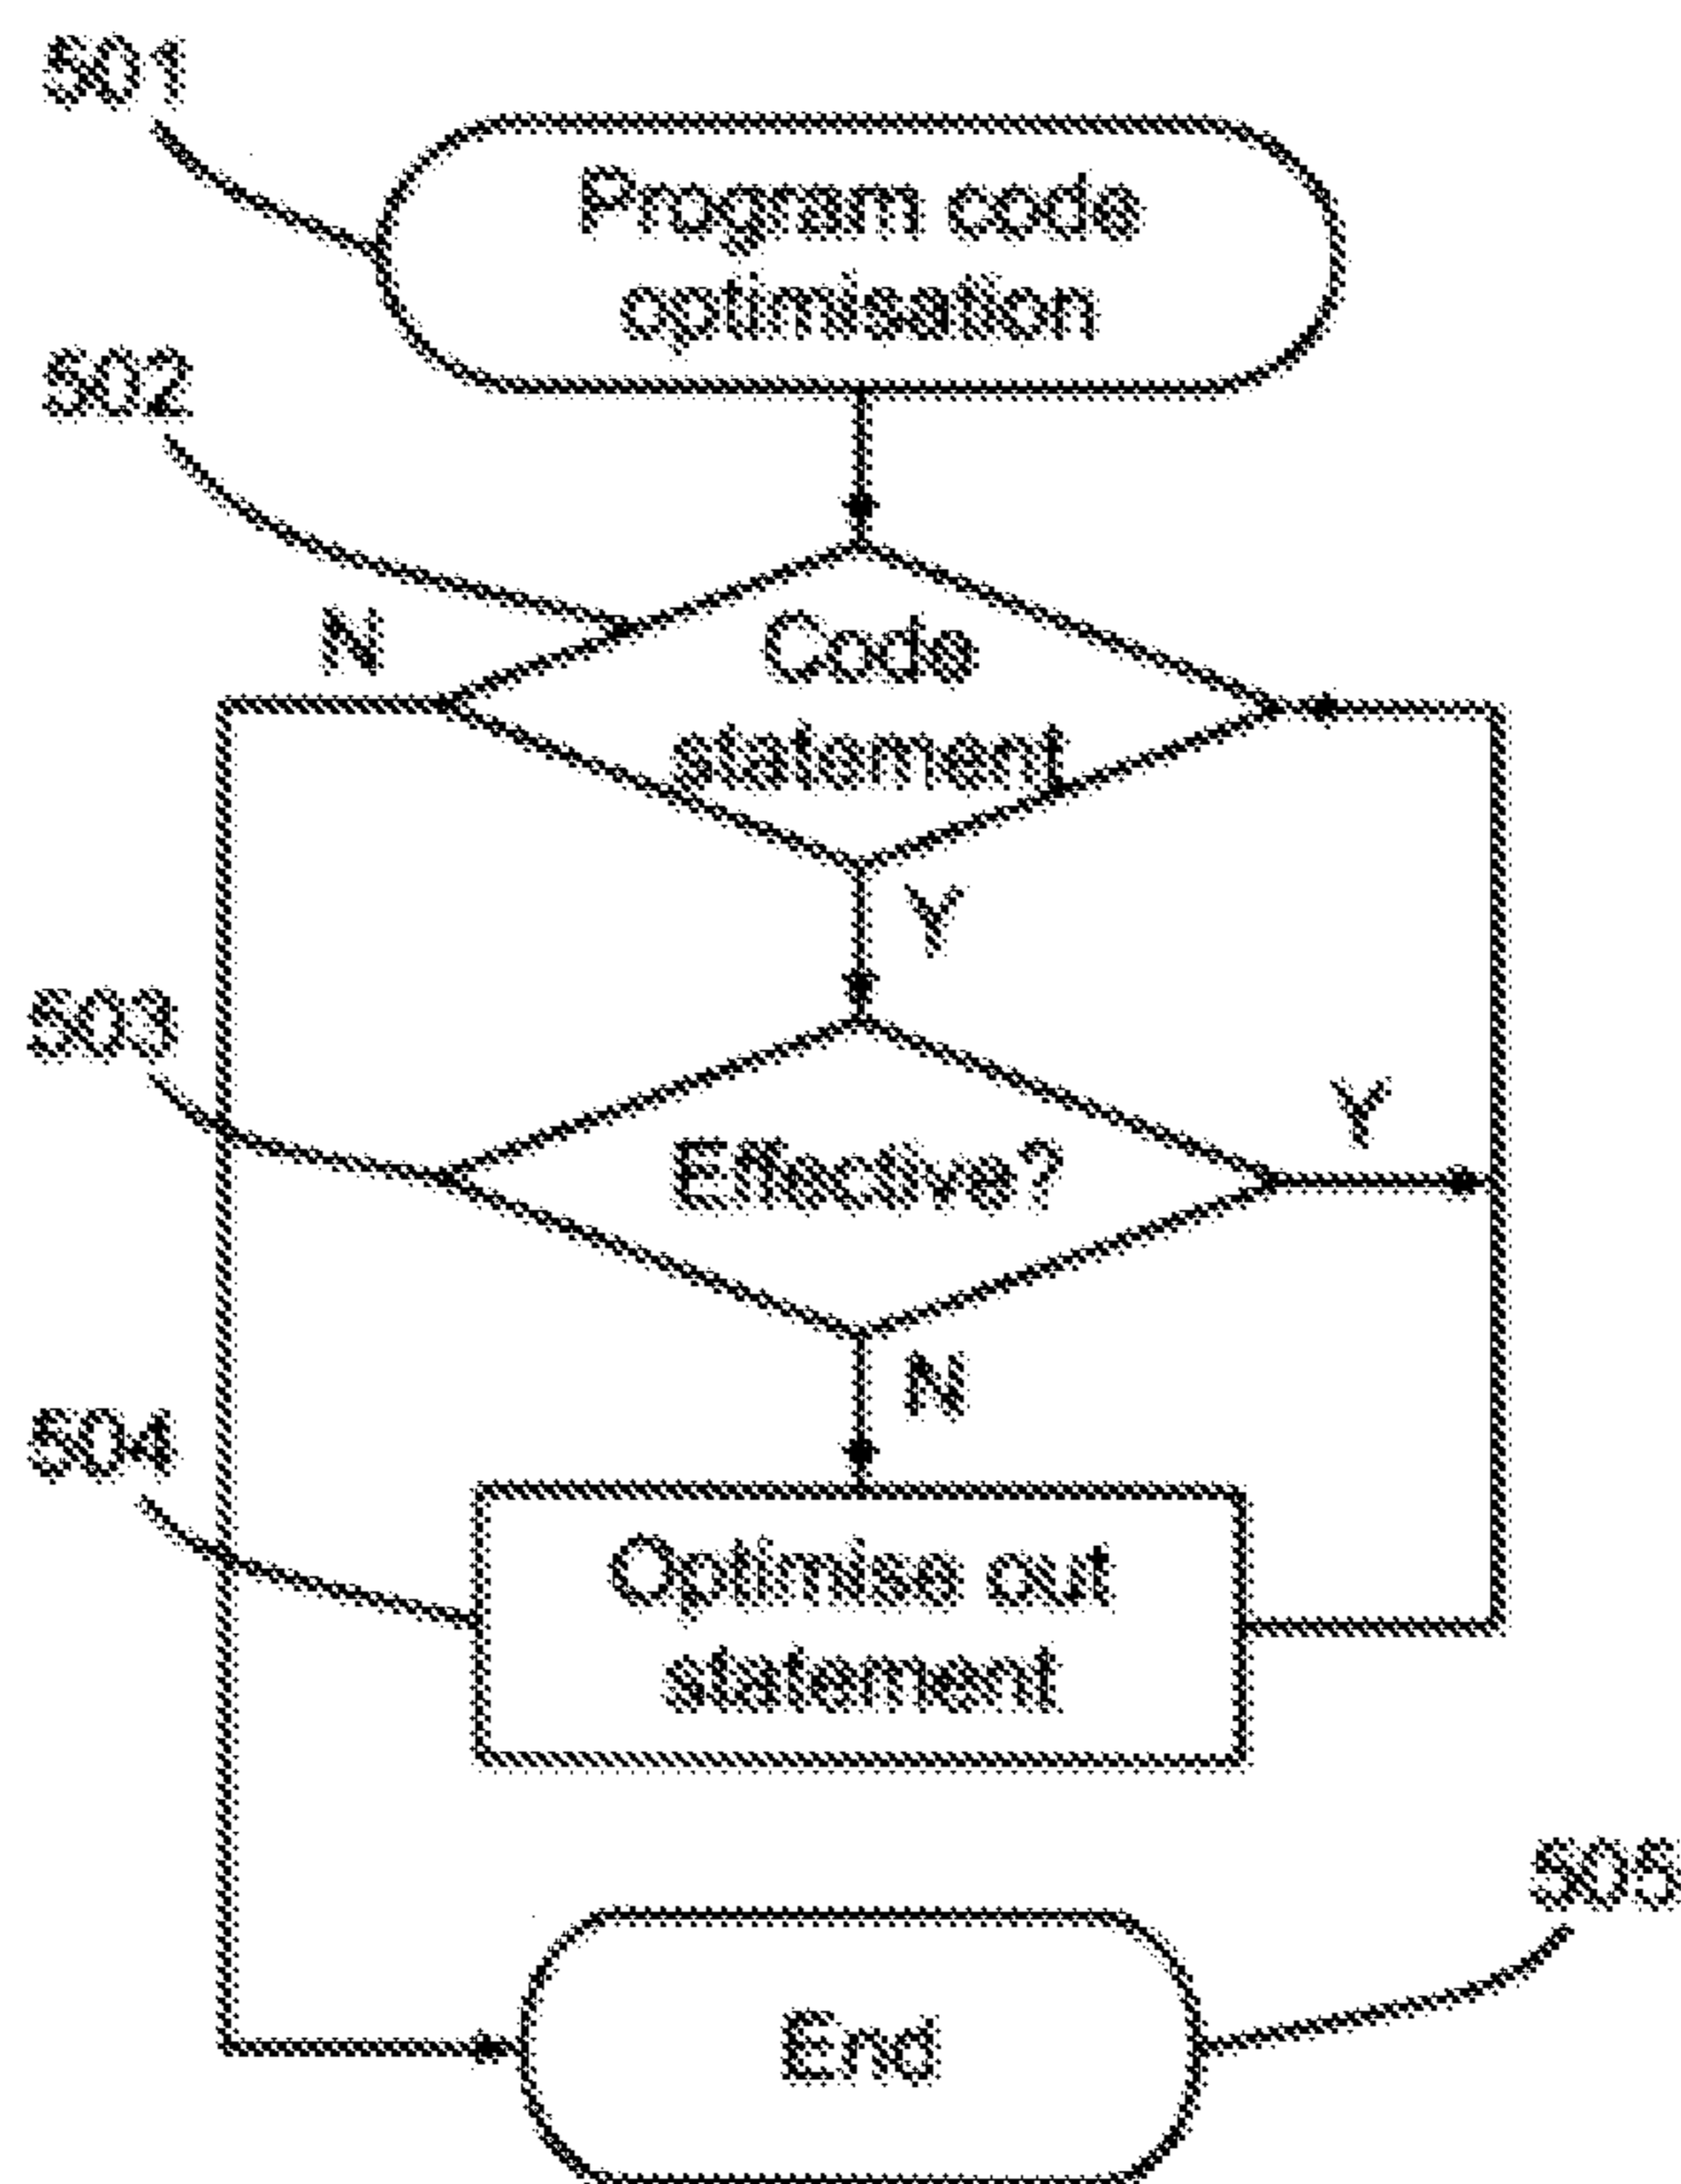 501
Program code
optimisation
502
N
Code
statement
Y
503
Y
Effective?
N
504
Optimise out
statement
505
End